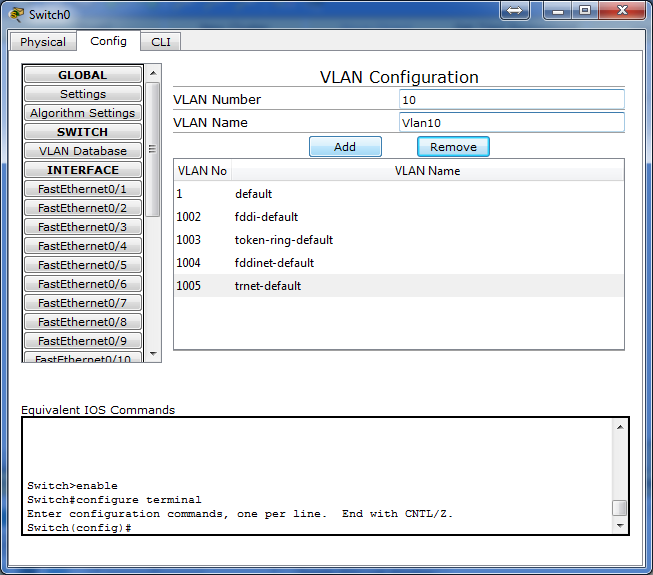 Switch0
Physical
Config
CLI
GLOBAL
Settings
Algorithm Settings
SWITCH
VLAN Database
INTERFACE
FastEthernet0/1
FastEthernet0/2
FastEthernet0/3
FastEthernet0/4
FastEthernet0/5
FastEthernet0/6
FastEthernet0/7
FastEthernet0/8
FastEthernet0/9
FastEthernet0/10
VLAN Configuration
VLAN Number 10
VLAN Name Vlan10
Add Remove
VLAN No VLAN Name
1 default
1002 fddi-default
1003 token-ring-default
1004 fddinet-default
1005 trnet-default
Equivalent IOS Commands
Switch>enable
Switch#configure terminal
Enter configuration commands, one per line.  End with CNTL/Z.
Switch(config)#